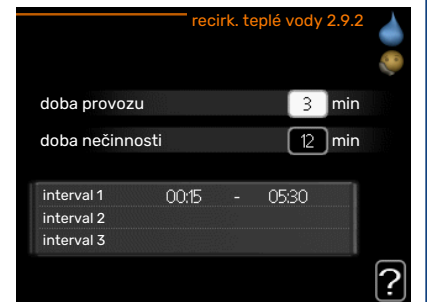 recirk. teplé vody 2.9.2
doba provozu 3 min
doba nečinnosti 12 min
interval 1 00:15 - 05:30
interval 2
interval 3
?